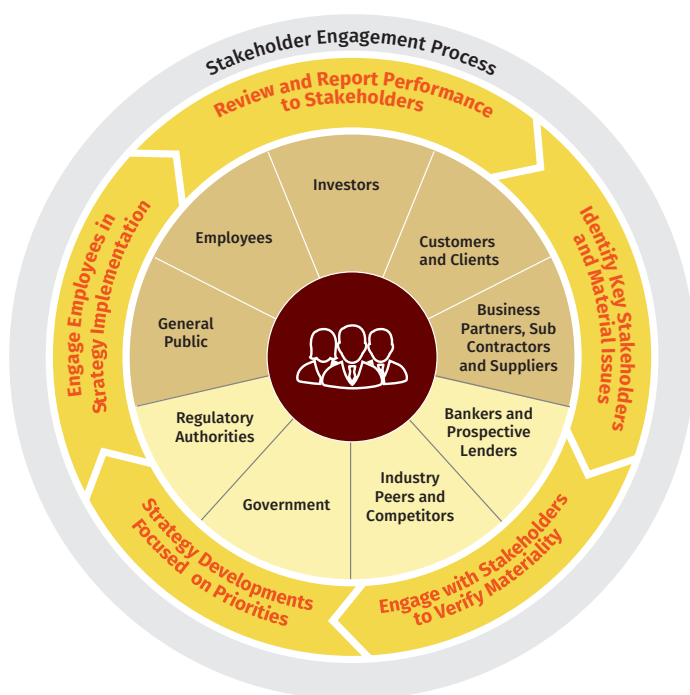 Stakeholder Engagement Process
Review and Report Performance
to Stakeholders
Identify Key Stakeholders
and Material Issues
Engage with Stakeholders
to Verify Materiality
Strategy Developments
Focused on Priorities
Engage Employees in
Strategy Implementation
Investors
Customers
and Clients
Business
Partners, Sub
Contractors
and Suppliers
Bankers and
Prospective
Lenders
Industry
Peers and
Competitors
Government
Regulatory
Authorities
General
Public
Employees